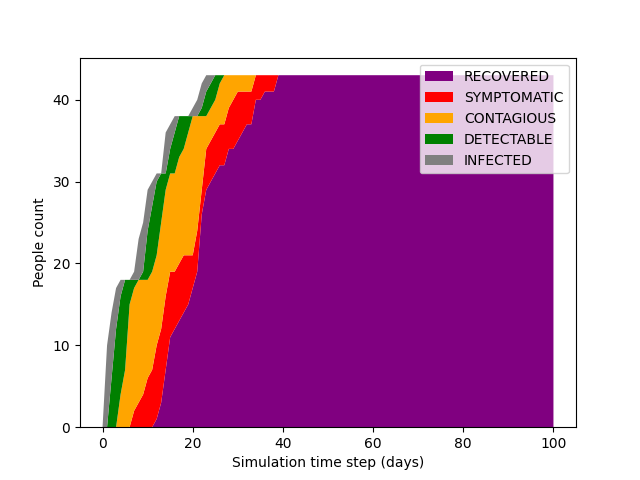 RECOVERED
SYMPTOMATIC
CONTAGIOUS
DETECTABLE
INFECTED
People count
40
30
20
10
0
0 20 40 60 80 100
Simulation time step (days)